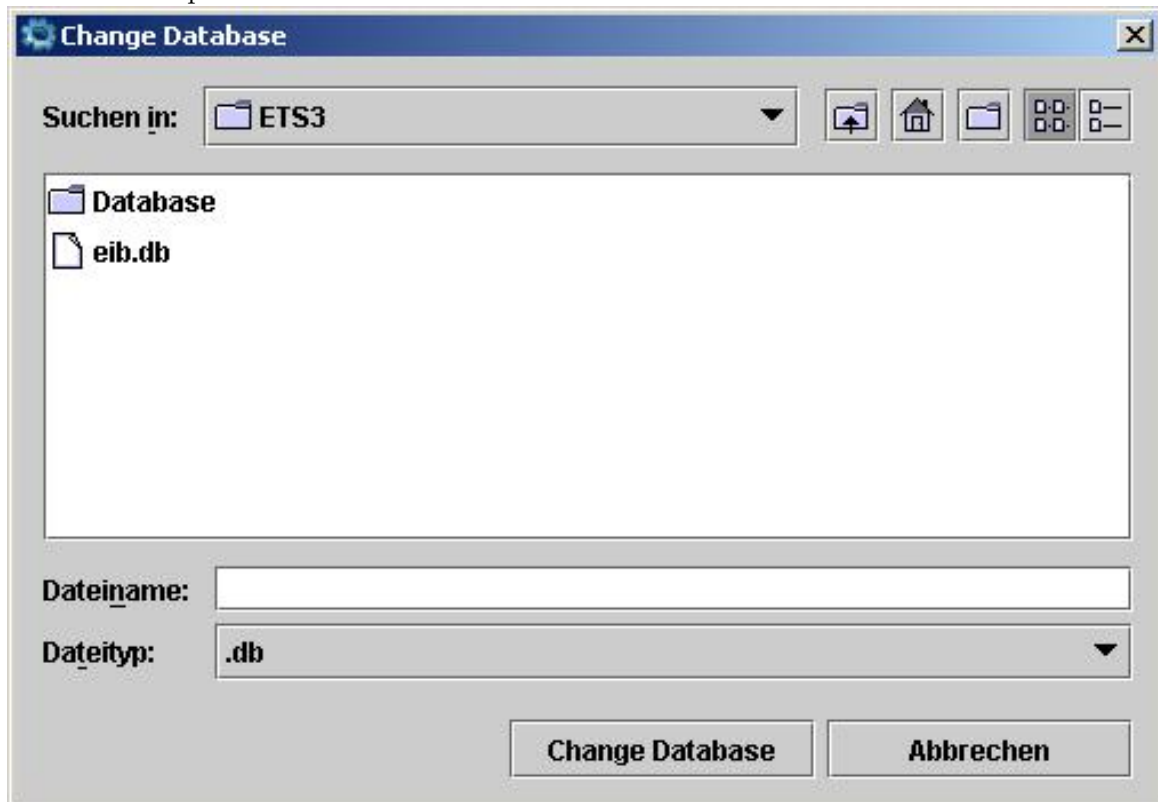 Change Database
Suchen in: ETS3
Database
eib.db
Dateiname:
Dateityp: .db
Change Database Abbrechen